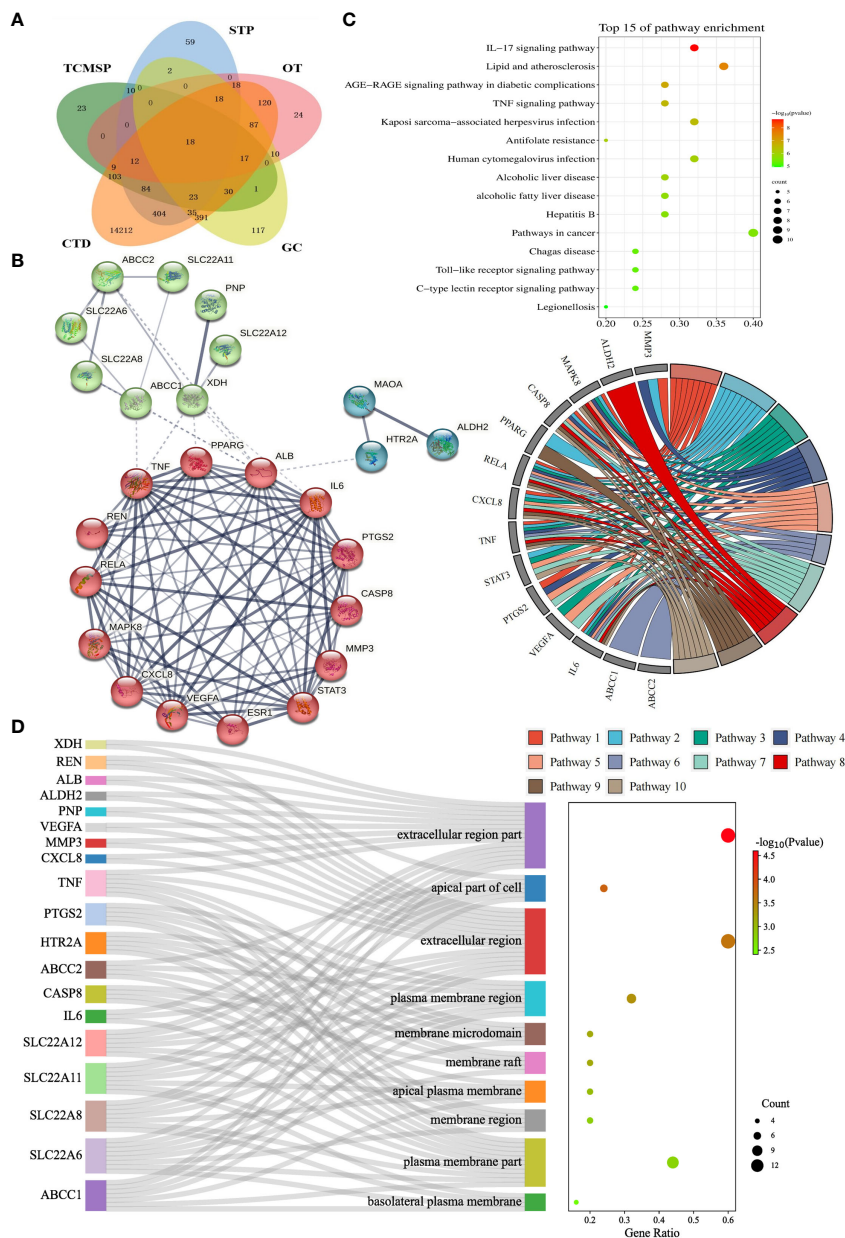 A
STP
OT
TCMSP
CTD
GC
59
2
0
18
10
0
0
23
0
0
0
18
120
24
87
18
12
17
10
0
9
103
84
23
30
1
404
35
391
14212
117
B
ABCC2
SLC22A11
PNP
SLC22A6
SLC22A12
SLC22A8
ABCC1
XDH
MAOA
ALDH2
HTR2A
PPARG
ALB
TNF
IL6
REN
PTGS2
RELA
CASP8
MAPK8
MMP3
CXCL8
STAT3
VEGFA
ESR1
C
Top 15 of pathway enrichment
IL−17 signaling pathway
Lipid and atherosclerosis
AGE−RAGE signaling pathway in diabetic complications
TNF signaling pathway
Kaposi sarcoma−associated herpesvirus infection
Antifolate resistance
Human cytomegalovirus infection
Alcoholic liver disease
alcoholic fatty liver disease
Hepatitis B
Pathways in cancer
Chagas disease
Toll−like receptor signaling pathway
C−type lectin receptor signaling pathway
Legionellosis
0.20 0.25 0.30 0.35 0.40
−log10(pvalue)
8
7
6
5
count
5
6
7
8
9
10
MMP3
ALDH2
MAPK8
CASP8
PPARG
RELA
CXCL8
TNF
STAT3
PTGS2
VEGFA
IL6
ABCC1
ABCC2
Pathway 1 Pathway 2 Pathway 3 Pathway 4
Pathway 5 Pathway 6 Pathway 7 Pathway 8
Pathway 9 Pathway 10
D
XDH
REN
ALB
ALDH2
PNP
VEGFA
MMP3
CXCL8
TNF
PTGS2
HTR2A
ABCC2
CASP8
IL6
SLC22A12
SLC22A11
SLC22A8
SLC22A6
ABCC1
extracellular region part
apical part of cell
extracellular region
plasma membrane region
membrane microdomain
membrane raft
apical plasma membrane
membrane region
plasma membrane part
basolateral plasma membrane
0.2 0.3 0.4 0.5 0.6
Gene Ratio
-log10(Pvalue)
4.5
4.0
3.5
3.0
2.5
Count
4
6
9
12